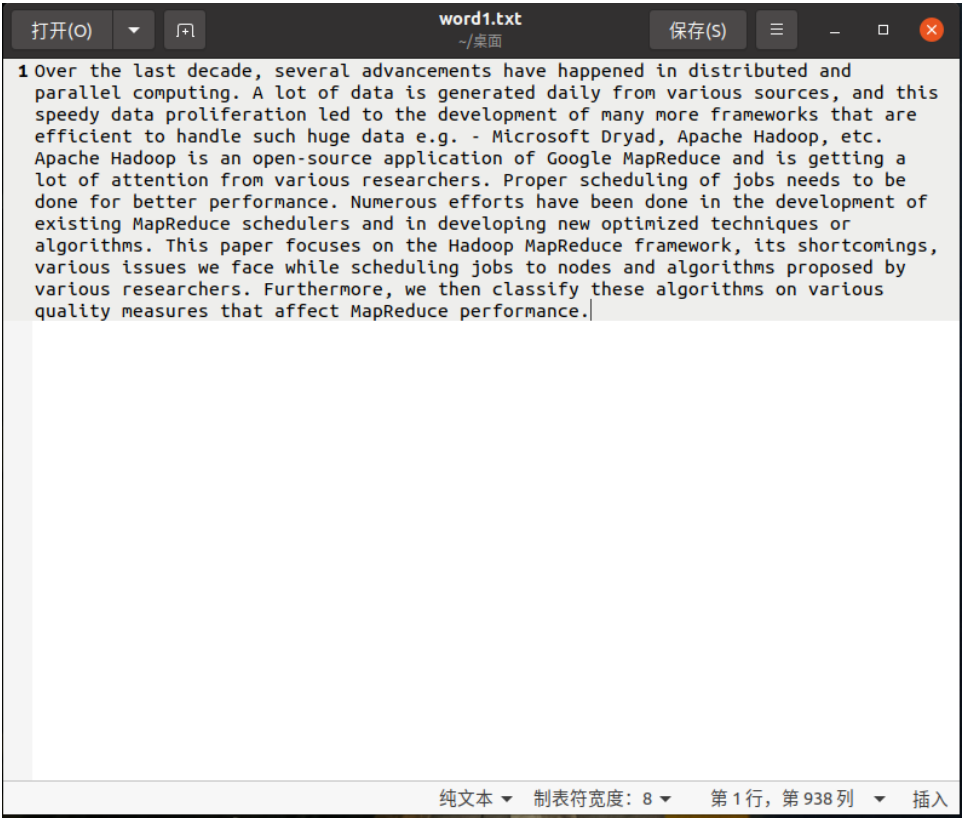 打开(O)
word1.txt
~/桌面
保存(S)
1 Over the last decade, several advancements have happened in distributed and
parallel computing. A lot of data is generated daily from various sources, and this
speedy data proliferation led to the development of many more frameworks that are
efficient to handle such huge data e.g. - Microsoft Dryad, Apache Hadoop, etc.
Apache Hadoop is an open-source application of Google MapReduce and is getting a
lot of attention from various researchers. Proper scheduling of jobs needs to be
done for better performance. Numerous efforts have been done in the development of
existing MapReduce schedulers and in developing new optimized techniques or
algorithms. This paper focuses on the Hadoop MapReduce framework, its shortcomings,
various issues we face while scheduling jobs to nodes and algorithms proposed by
various researchers. Furthermore, we then classify these algorithms on various
quality measures that affect MapReduce performance.
纯文本 制表符宽度：8 第 1 行，第 938 列 插入